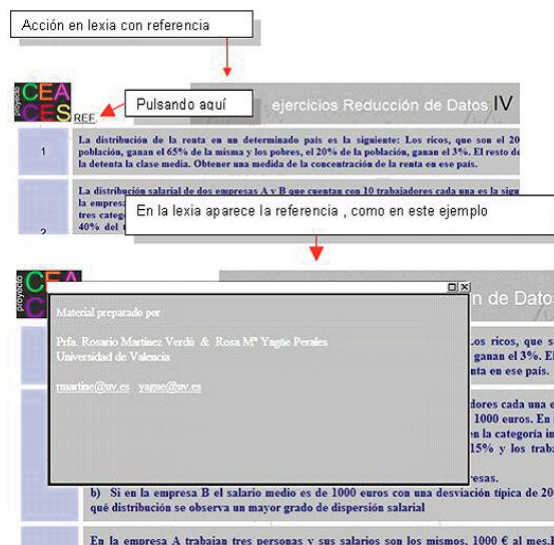 Acción en lexia con referencia
proyecto CEA
CES REF.
Pulsando aquí
ejercicios Reducción de Datos IV
1
La distribución de la renta en un determinado país es la siguiente: Los ricos, que son el 20
población, ganan el 65% de la misma y los pobres, el 20% de la población, ganan el 3%. El resto de
la detenta la clase media. Obtener una medida de la concentración de la renta en ese país.
La distribución salarial de dos empresas A y B que cuentan con 10 trabajadores cada una es la sigu
la empresa
tres categ
40% del t
2
En la lexia aparece la referencia , como en este ejemplo
proyecto CEA
C
n de Dato
Material preparado por
Prfa. Rosario Martínez Verdú & Rosa Mª Yagüe Perales
Universidad de Valencia
rmartine@uv.es yague@uv.es
Los ricos, que s
ganan el 3%. El
nta en ese país.
dores cada una e
1000 euros. En
en la categoría in
15% y los trab
resas.
b) Si en la empresa B el salario medio es de 1000 euros con una desviación típica de 20
qué distribución se observa un mayor grado de dispersión salarial
En la empresa A trabajan tres personas y sus salarios son los mismos, 1000 € al mes.